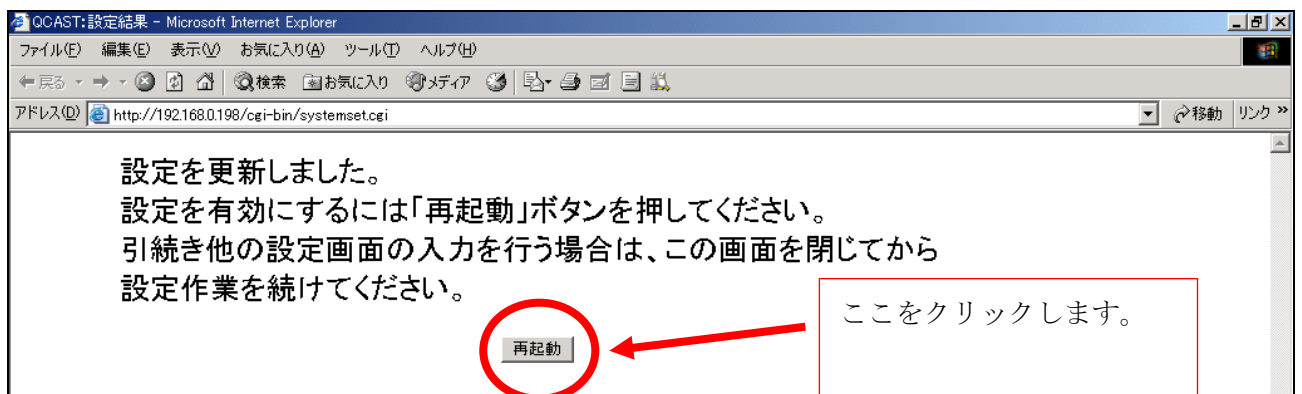 QCAST:設定結果 - Microsoft Internet Explorer
ファイル(F) 編集(E) 表示(V) お気に入り(A) ツール(T) ヘルプ(H)
戻る 検索 お気に入り メディア
アドレス(D) http://192.168.0.198/cgi-bin/systemset.cgi 移動 リンク »
設定を更新しました。
設定を有効にするには「再起動」ボタンを押してください。
引続き他の設定画面の入力を行う場合は、この画面を閉じてから
設定作業を続けてください。
ここをクリックします。
再起動